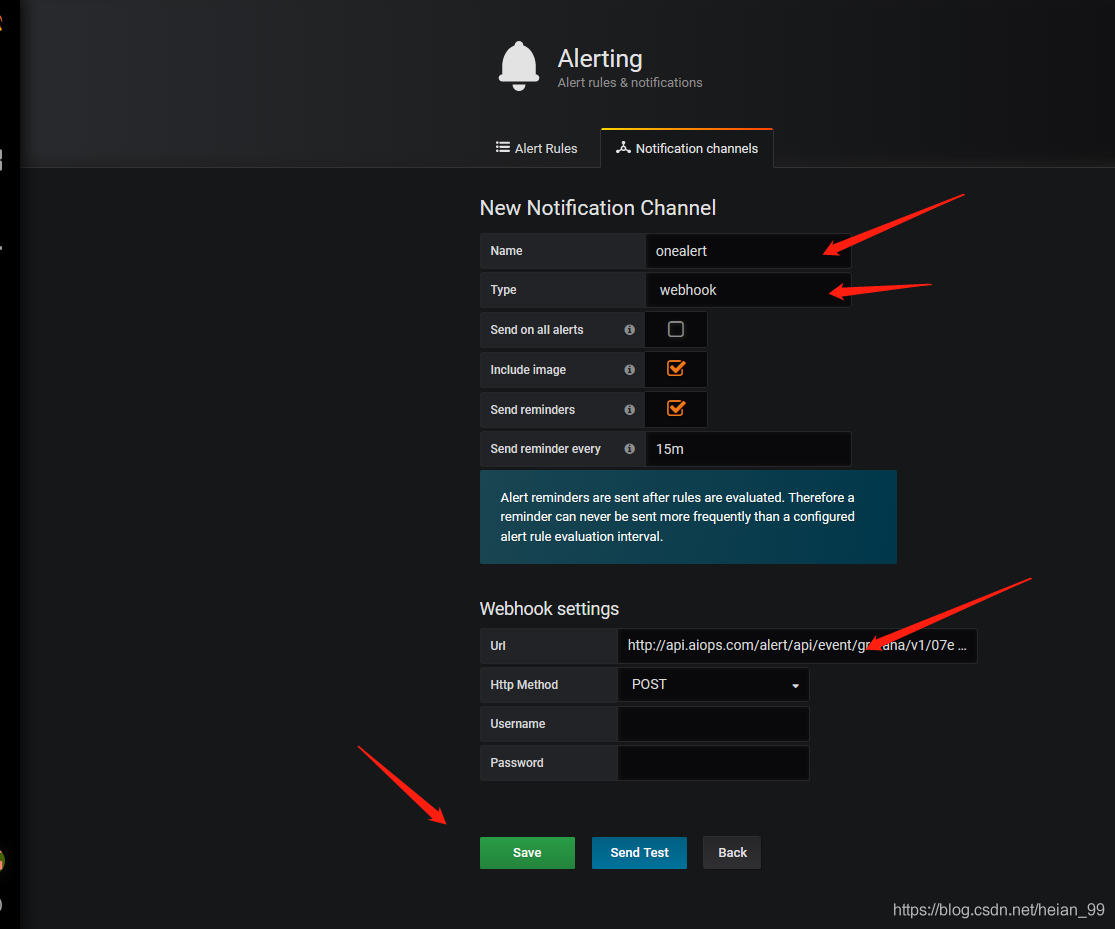 Alerting
Alert rules & notifications
Alert Rules
Notification channels
New Notification Channel
Name
onealert
Type
webhook
Send on all alerts
Include image
Send reminders
Send reminder every
15m
Alert reminders are sent after rules are evaluated. Therefore a
reminder can never be sent more frequently than a configured
alert rule evaluation interval.
Webhook settings
Url
http://api.aiops.com/alert/api/event/grafana/v1/07e ...
Http Method
POST
Username
Password
Save
Send Test
Back
https://blog.csdn.net/heian_99